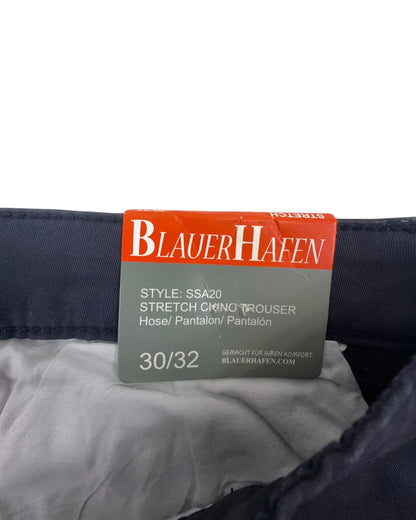 STRETCH
BLAUERHAFEN
STYLE: SSA20
STRETCH CHINO TROUSER
Hose/ Pantalon/ Pantalón
30/32
GEMACHT FÜR IHREN KOMFORT
BLAUERHAFEN.COM